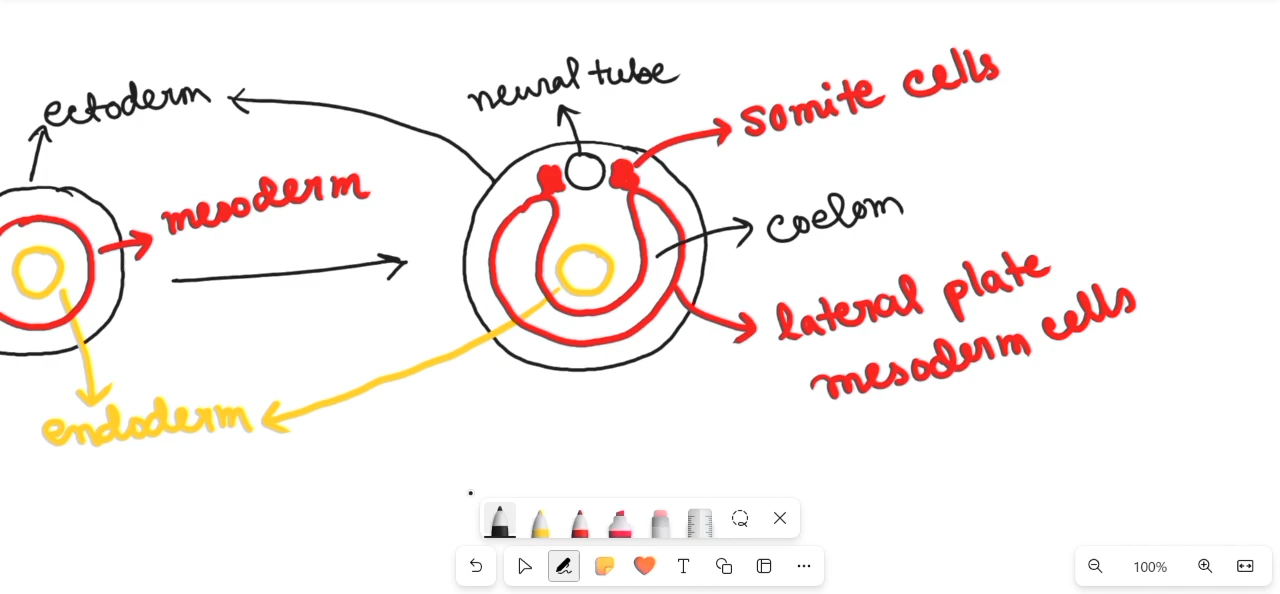 ectoderm
neural tube
somite cells
mesoderm
coelom
lateral plate
mesoderm cells
endoderm
T
100%